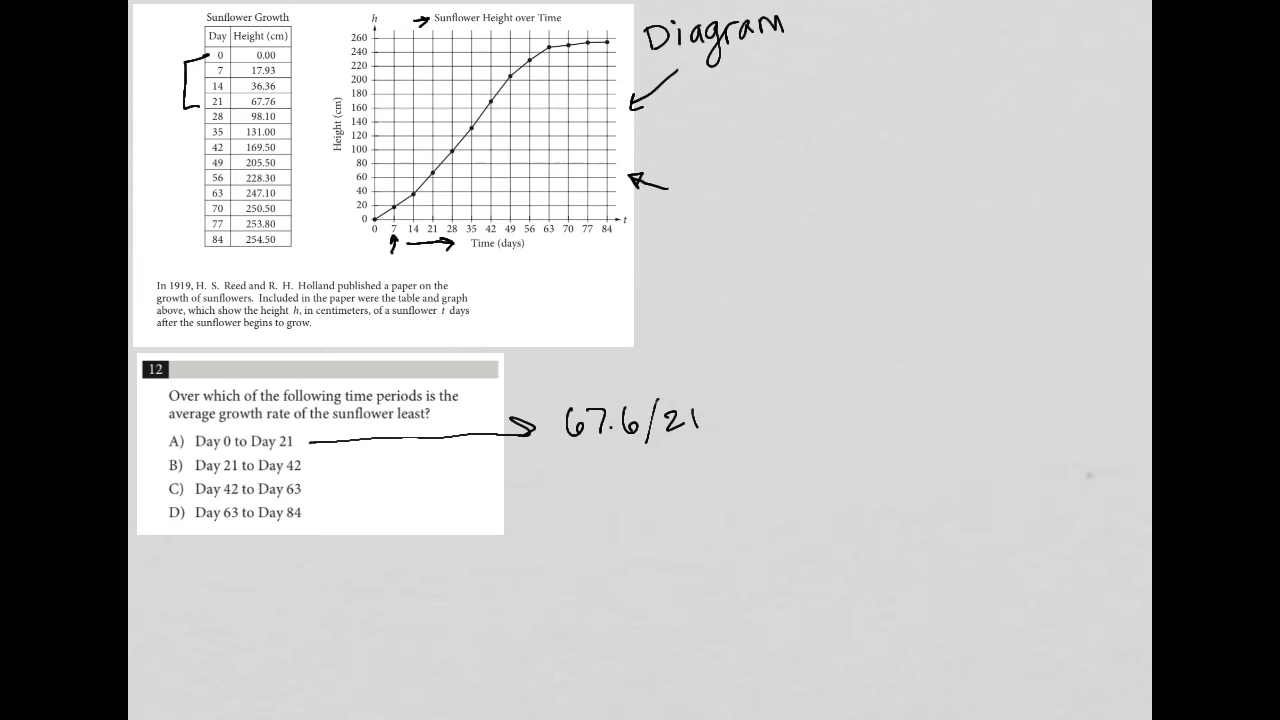 Sunflower Growth
Day Height (cm)
0 0.00
7 17.93
14 36.36
21 67.76
28 98.10
35 131.00
42 169.50
49 205.50
56 228.30
63 247.10
70 250.50
77 253.80
84 254.50
h
Sunflower Height over Time
260
240
220
200
180
160
140
120
100
80
60
40
20
0
Height (cm)
0 7 14 21 28 35 42 49 56 63 70 77 84
t
Time (days)
Diagram
In 1919, H. S. Reed and R. H. Holland published a paper on the
growth of sunflowers. Included in the paper were the table and graph
above, which show the height h, in centimeters, of a sunflower t days
after the sunflower begins to grow.
12
Over which of the following time periods is the
average growth rate of the sunflower least?
A) Day 0 to Day 21
B) Day 21 to Day 42
C) Day 42 to Day 63
D) Day 63 to Day 84
67.6/21